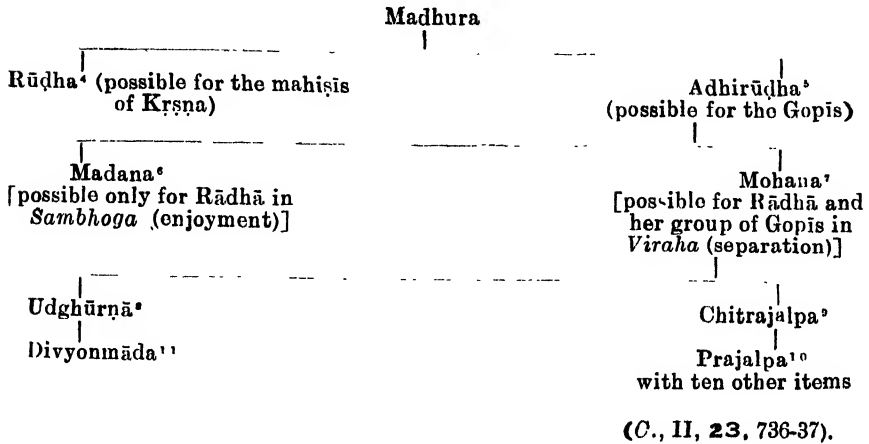 Madhura
Rūḍha⁴ (possible for the mahiṣīs
of Kṛṣṇa)
Adhirūḍha⁵
(possible for the Gopīs)
Madana⁶
[possible only for Rādhā in
Sambhoga (enjoyment)]
Mohana⁷
[possible for Rādhā and
her group of Gopīs in
Viraha (separation)]
Udghūrṇā⁸
Chitrajalpa⁹
Divyonmāda¹¹
Prajalpa¹⁰
with ten other items
(C., II, 23, 736-37).